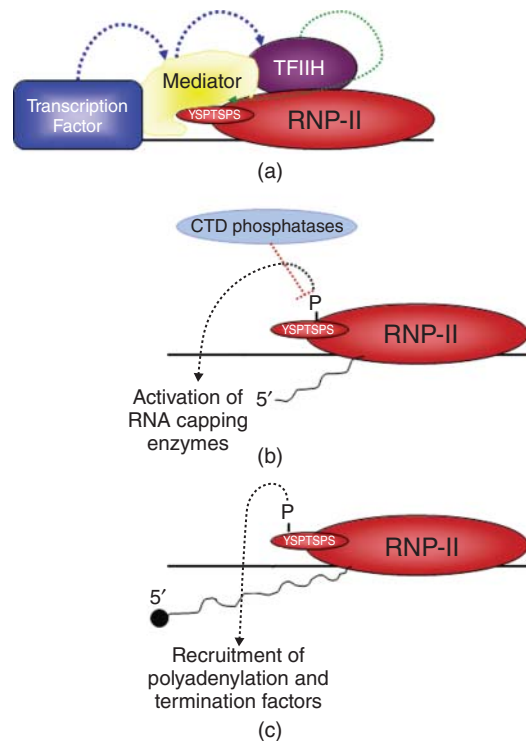 Transcription
Factor
Mediator
TFIIH
YSPTSPS
RNP-II
(a)
CTD phosphatases
P
YSPTSPS
RNP-II
Activation of
RNA capping
enzymes
5′
(b)
P
YSPTSPS
RNP-II
5′
Recruitment of
polyadenylation and
termination factors
(c)